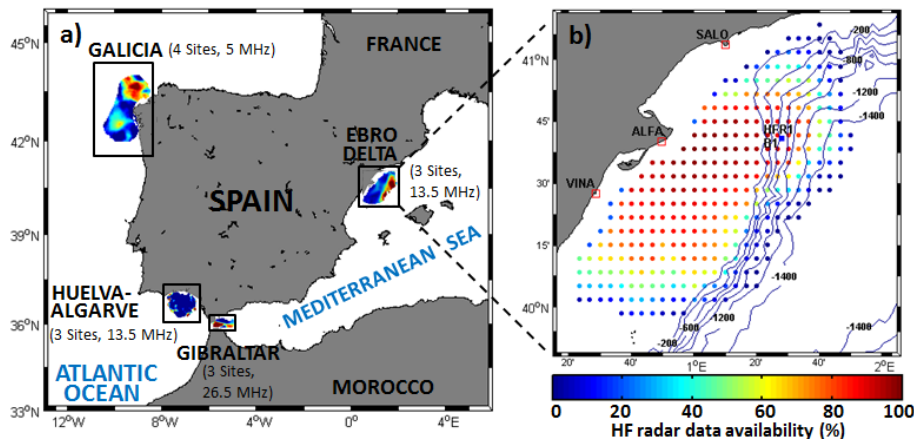 a)
45°N
42°N
39°N
36°N
33°N
12°W
8°W
4°W
0°
4°E
GALICIA (4 Sites, 5 MHz)
FRANCE
EBRO
DELTA
(3 Sites,
13.5 MHz)
SPAIN
MEDITERRANEAN SEA
HUELVA-
ALGARVE
(3 Sites, 13.5 MHz)
GIBRALTAR
(3 Sites,
26.5 MHz)
ATLANTIC
OCEAN
MOROCCO
b)
41°N
45'
30'
15'
40°N
20'
40'
1°E
20'
40'
2°E
SALO
ALFA
VINA
HFR1
B1
-200
-800
-1200
-1400
-1400
-1400
-1200
-600
-200
-1400
0
20
40
60
80
100
HF radar data availability (%)